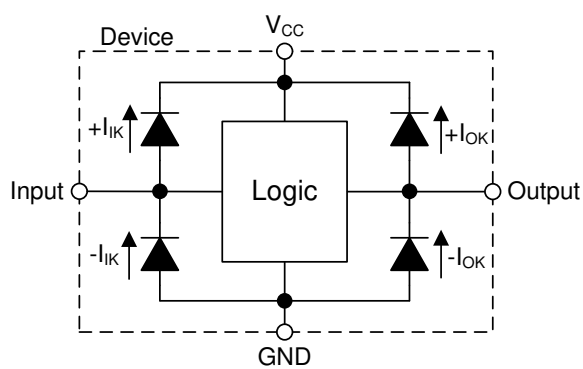 Device
V_CC
+I_IK
+I_OK
Input
Logic
Output
-I_IK
-I_OK
GND